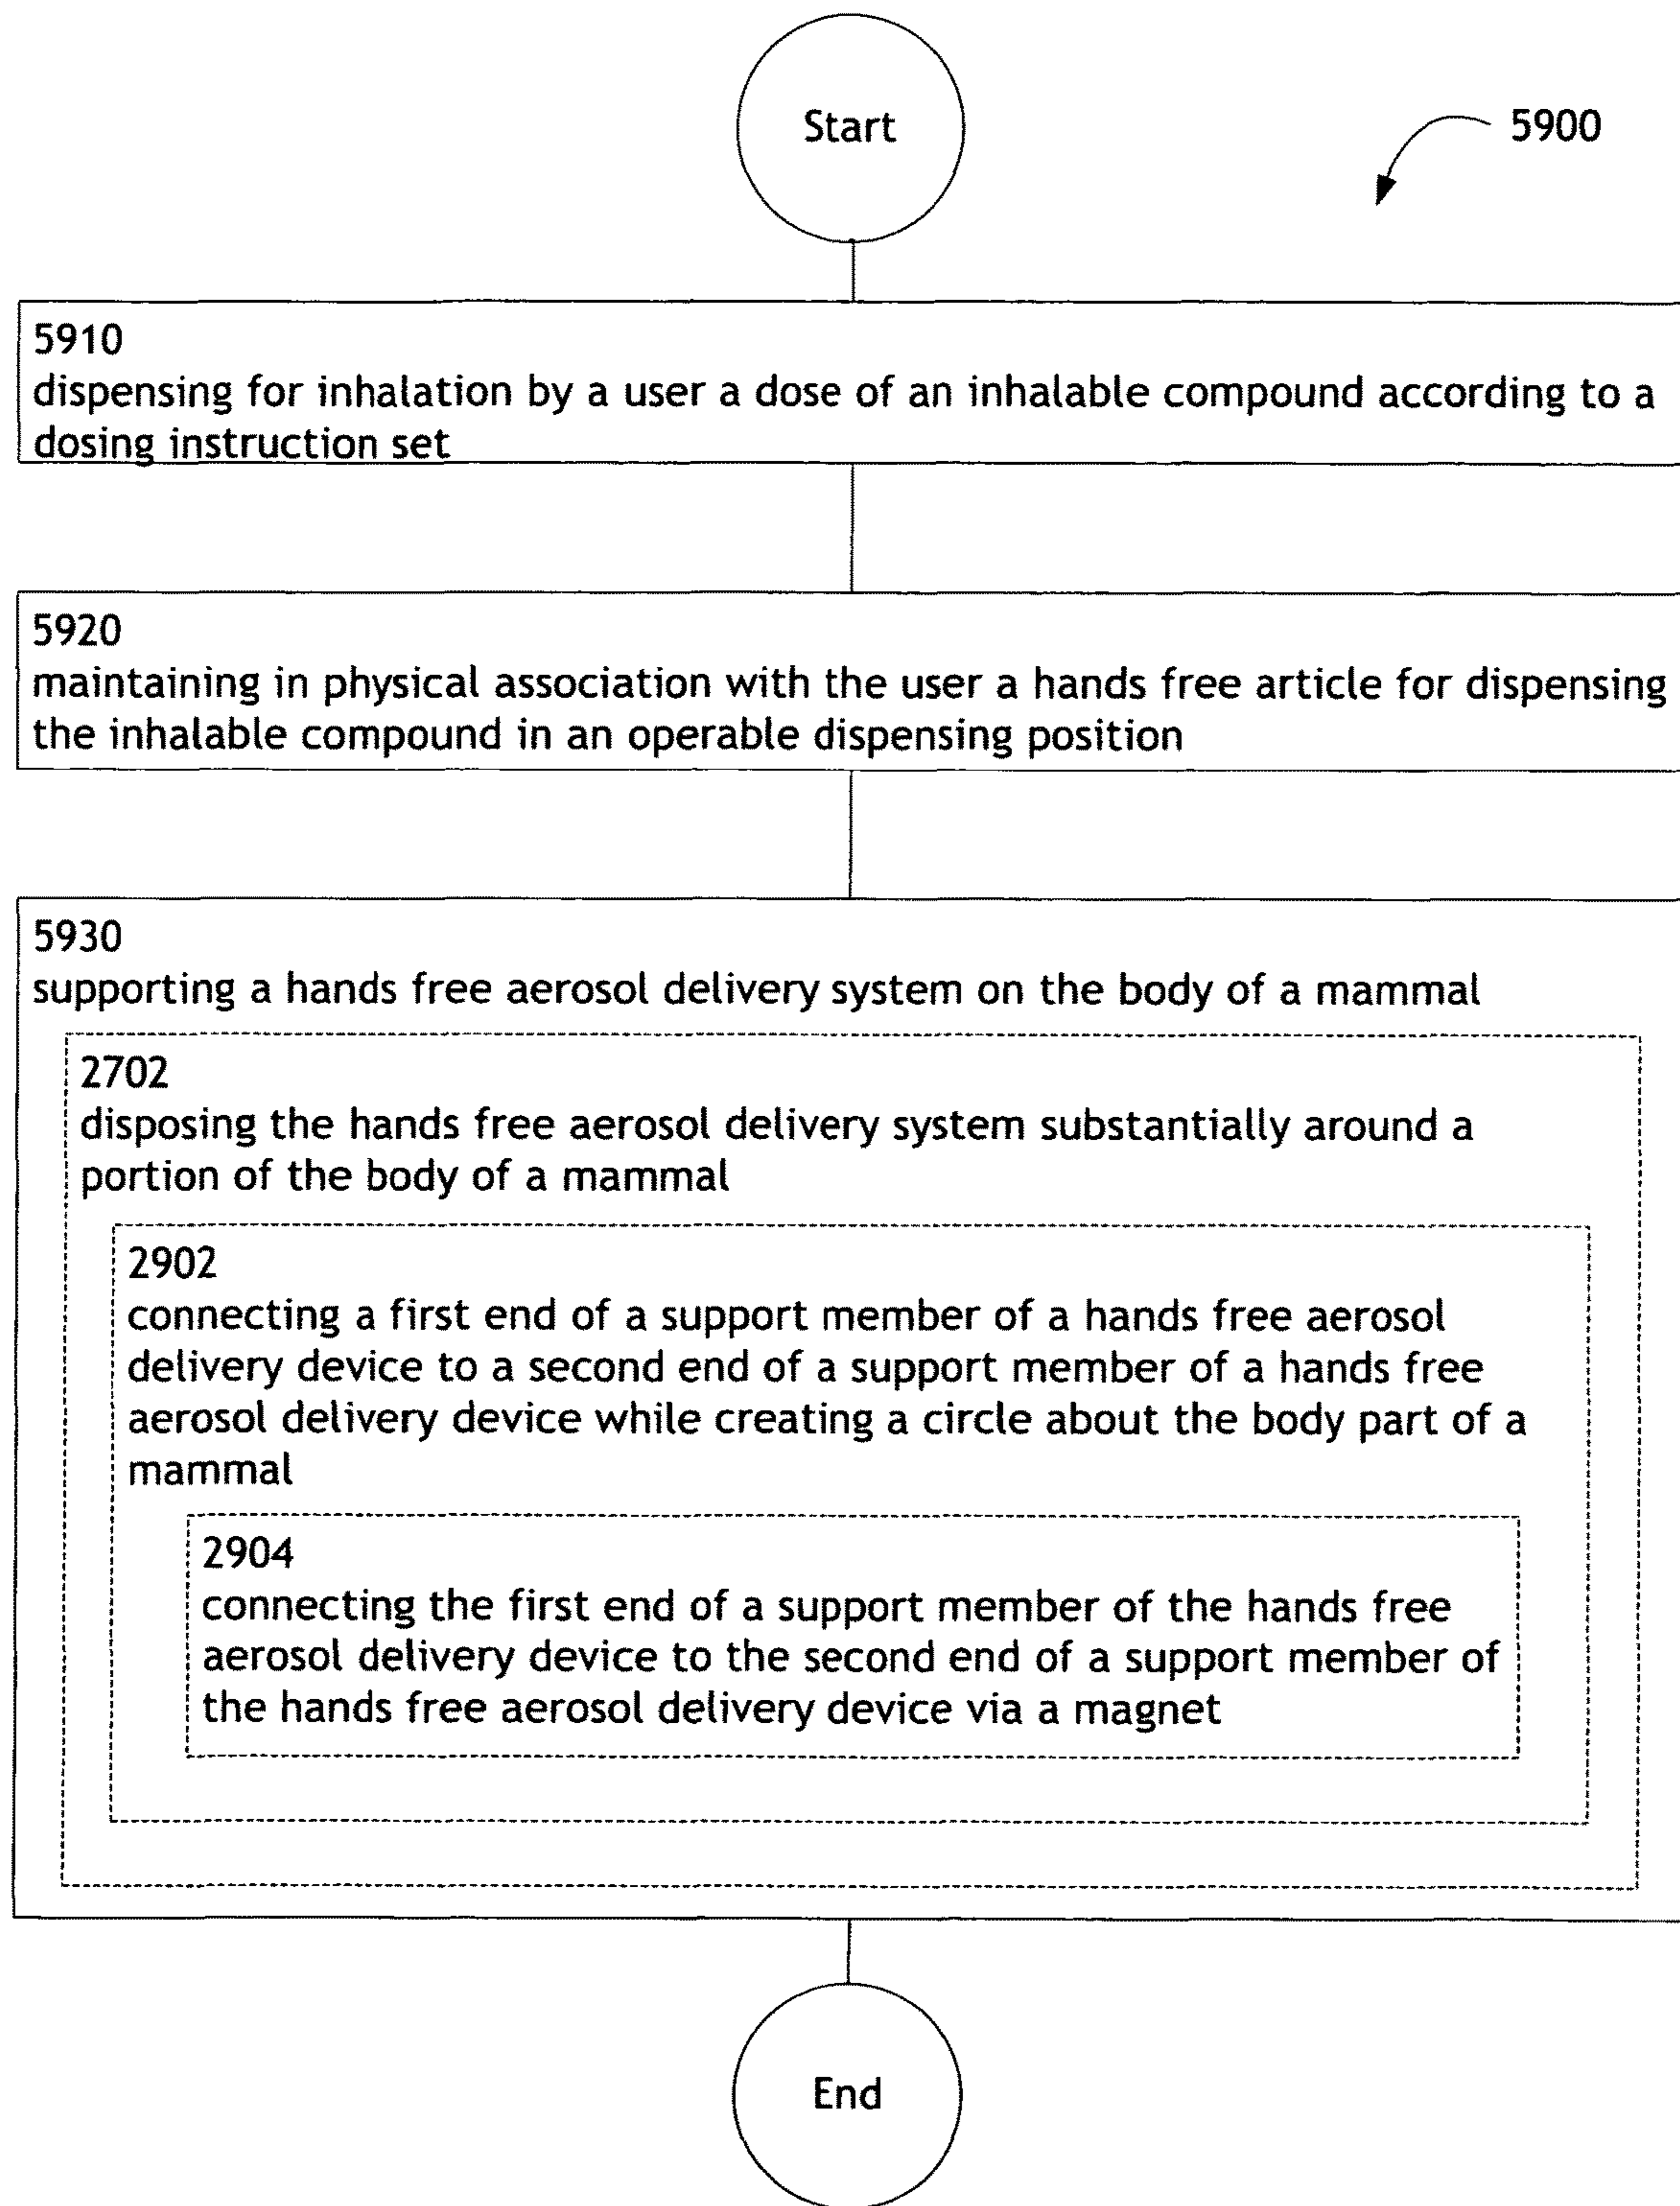 Start
5900
5910
dispensing for inhalation by a user a dose of an inhalable compound according to a
dosing instruction set
5920
maintaining in physical association with the user a hands free article for dispensing
the inhalable compound in an operable dispensing position
5930
supporting a hands free aerosol delivery system on the body of a mammal
2702
disposing the hands free aerosol delivery system substantially around a
portion of the body of a mammal
2902
connecting a first end of a support member of a hands free aerosol
delivery device to a second end of a support member of a hands free
aerosol delivery device while creating a circle about the body part of a
mammal
2904
connecting the first end of a support member of the hands free
aerosol delivery device to the second end of a support member of
the hands free aerosol delivery device via a magnet
End